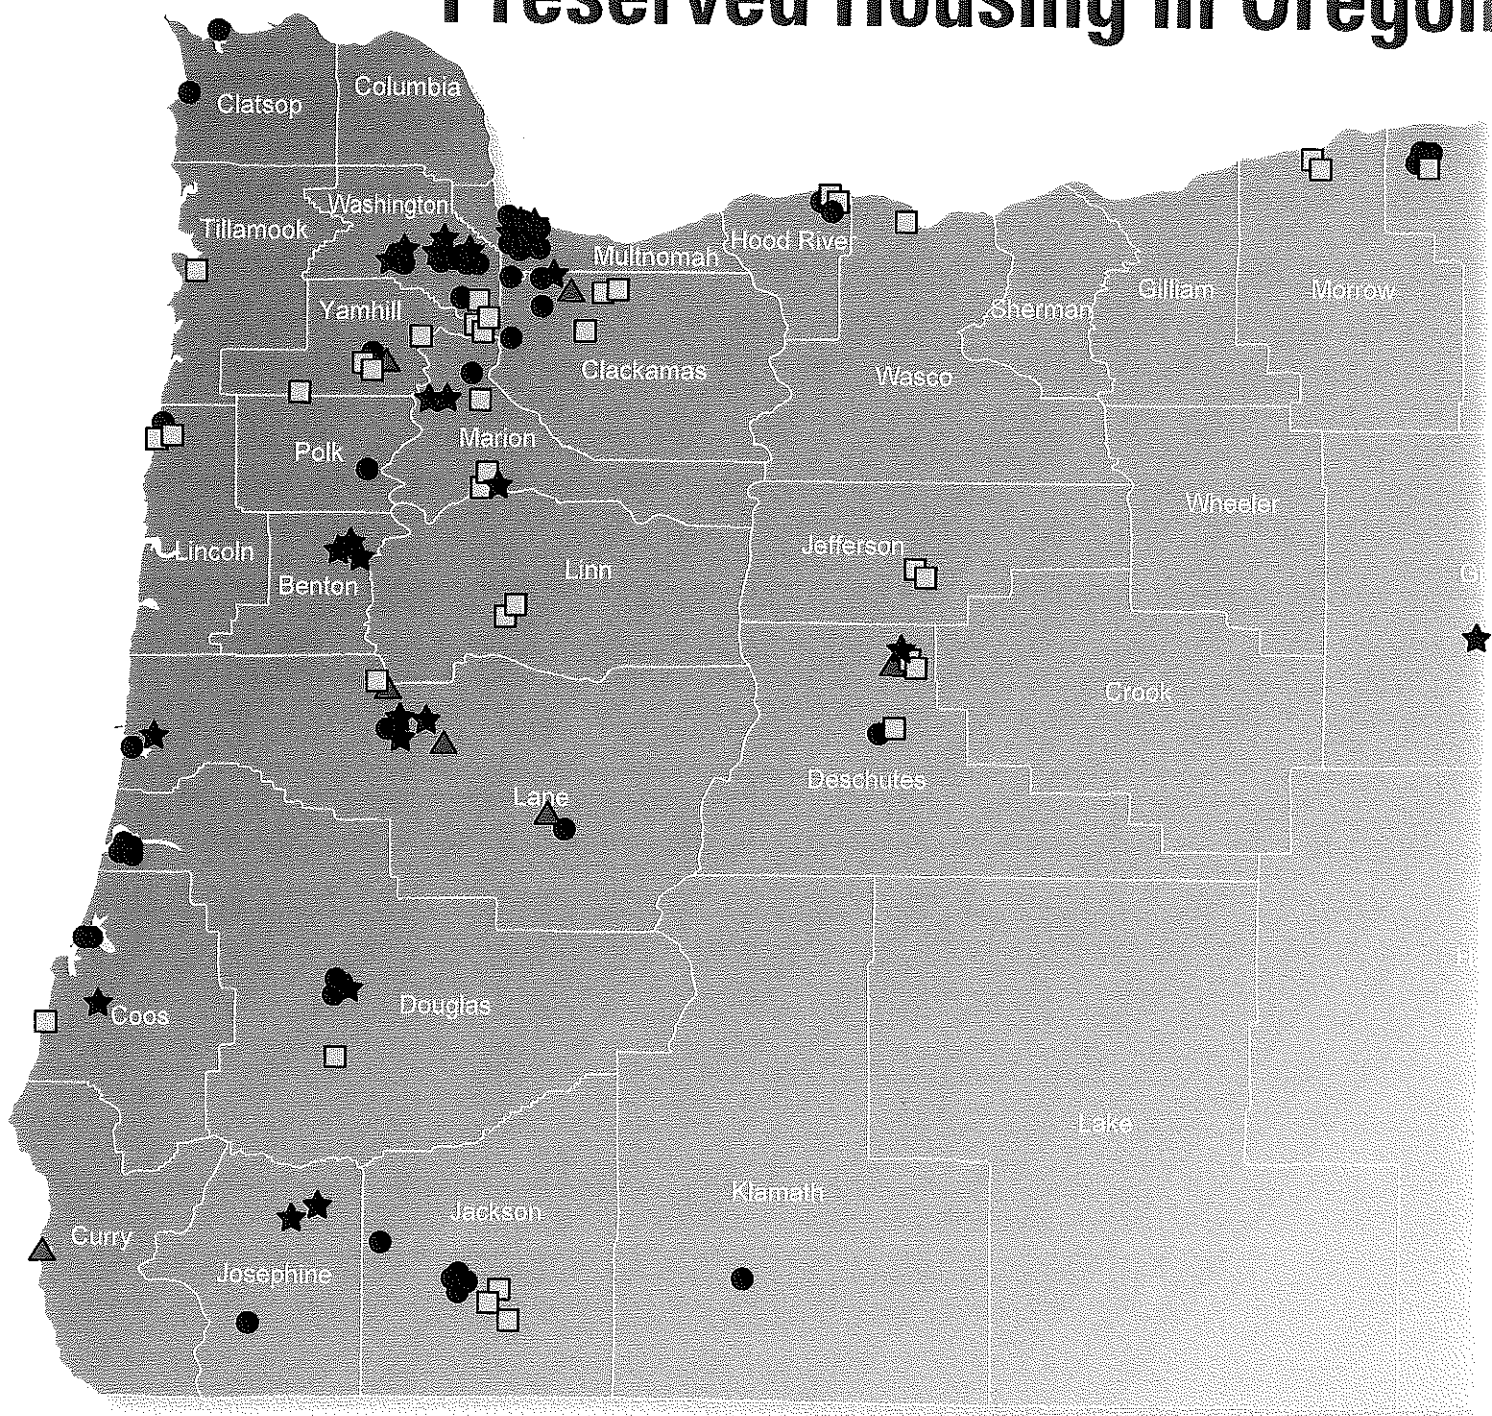 Preserved Housing in Oregon
Columbia
Clatsop
Washington
Tillamook
Hood River
Multnomah
Gilliam
Morrow
Sherman
Yamhill
Clackamas
Wasco
Marion
Polk
Wheeler
Jefferson
Lincoln
Linn
Benton
Crook
Deschutes
Lane
Douglas
Coos
Lake
Klamath
Jackson
Curry
Josephine